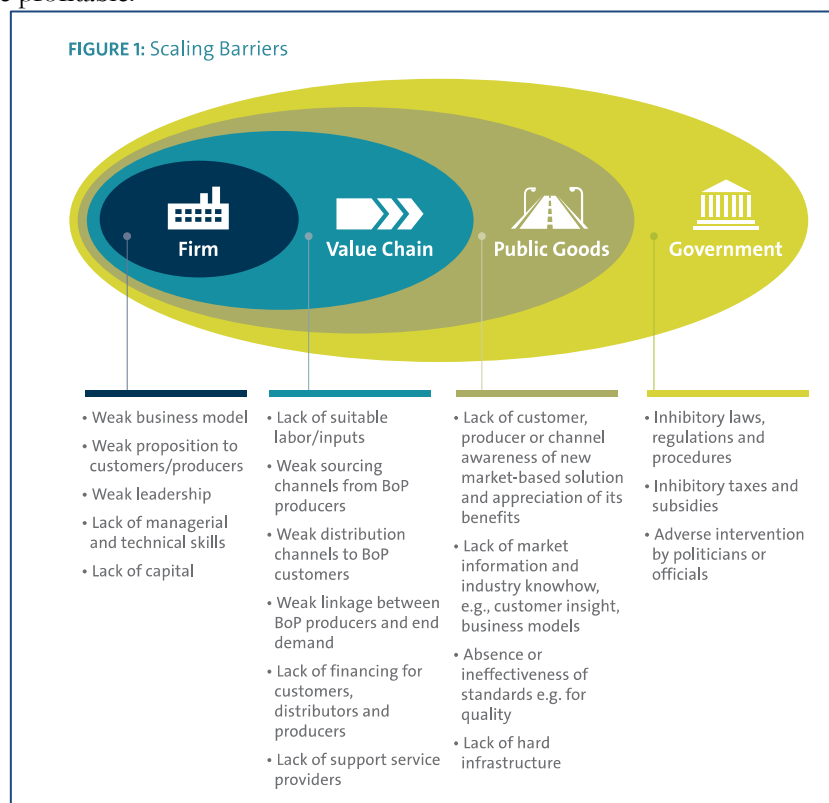 FIGURE 1: Scaling Barriers
Firm
Value Chain
Public Goods
Government
• Weak business model
• Weak proposition to
customers/producers
• Weak leadership
• Lack of managerial
and technical skills
• Lack of capital
• Lack of suitable
labor/inputs
• Weak sourcing
channels from BoP
producers
• Weak distribution
channels to BoP
customers
• Weak linkage between
BoP producers and end
demand
• Lack of financing for
customers,
distributors and
producers
• Lack of support service
providers
• Lack of customer,
producer or channel
awareness of new
market-based solution
and appreciation of its
benefits
• Lack of market
information and
industry knowhow,
e.g., customer insight,
business models
• Absence or
ineffectiveness of
standards e.g. for
quality
• Lack of hard
infrastructure
• Inhibitory laws,
regulations and
procedures
• Inhibitory taxes and
subsidies
• Adverse intervention
by politicians or
officials